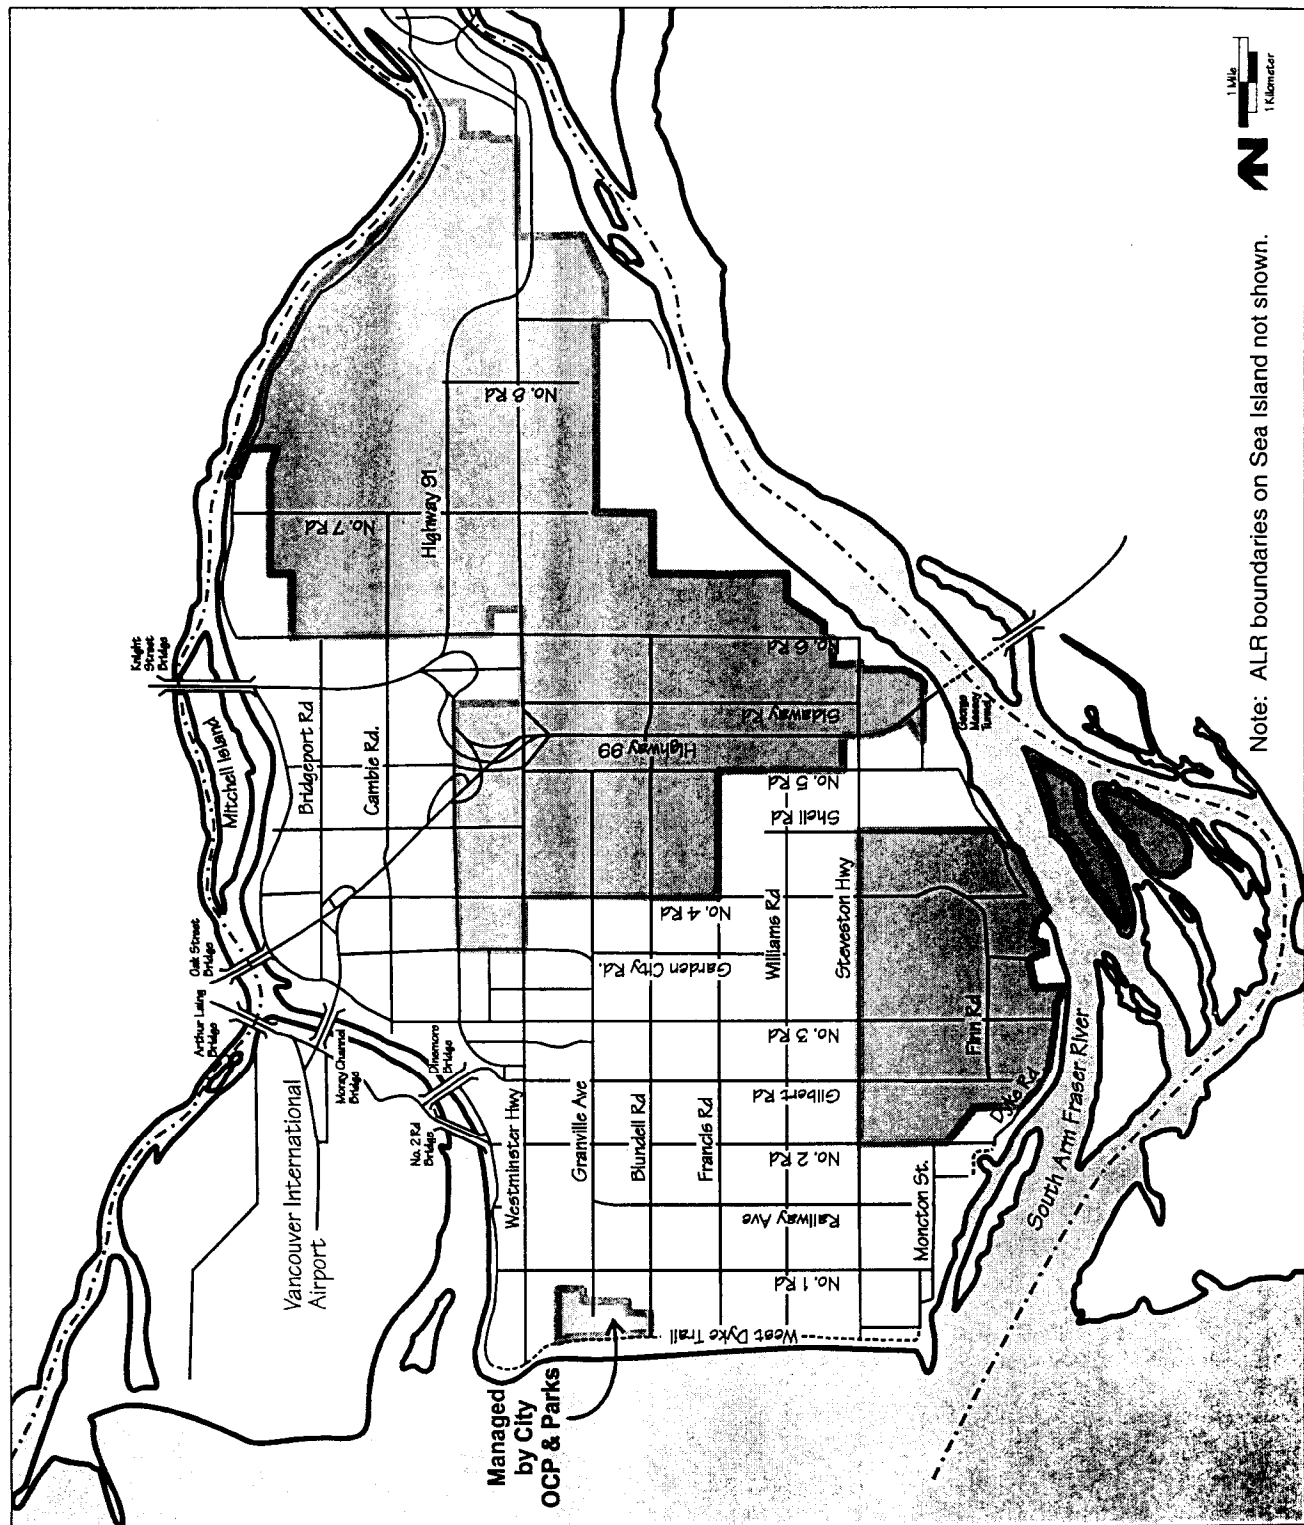 Knight
Street
Bridge
Mitchell Island
Oak Street
Bridge
Arthur Laing
Bridge
Moray Channel
Bridge
Dinsmore
Bridge
No. 2 Rd
Bridge
Vancouver International
Airport
Bridgeport Rd
Cambie Rd.
Highway 91
No. 7 Rd
No. 8 Rd
Westminster Hwy
Granville Ave
Blundell Rd
Francis Rd
Williams Rd
Steveston Hwy
Finn Rd
Moncton St.
Dyke Rd
No. 6 Rd
Sidaway Rd
Highway 99
No. 5 Rd
Shell Rd
No. 4 Rd
Garden City Rd.
No. 3 Rd
Gilbert Rd
No. 2 Rd
Railway Ave
No. 1 Rd
West Dyke Trail
George
Massey
Tunnel
South Arm Fraser River
Managed
by City
OCP & Parks
Note: ALR boundaries on Sea Island not shown.
N
1 Mile
1 Kilometer